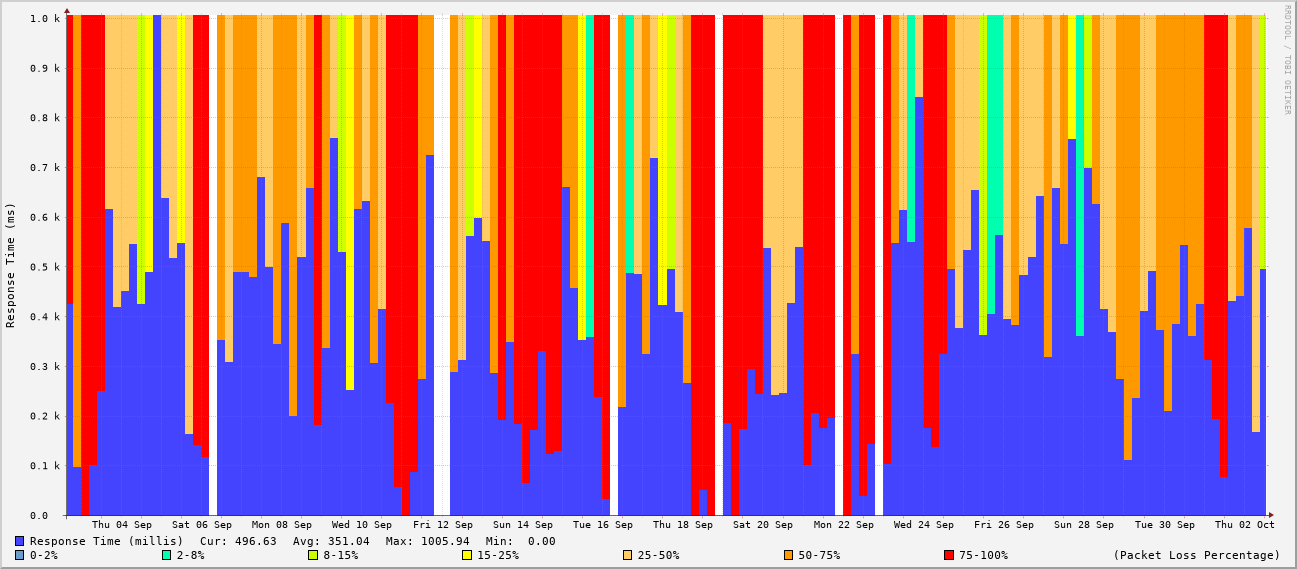 1.0 k
0.9 k
0.8 k
0.7 k
0.6 k
0.5 k
0.4 k
0.3 k
0.2 k
0.1 k
0.0
Response Time (ms)
RRDTOOL / TOBI OETIKER
Thu 04 Sep Sat 06 Sep Mon 08 Sep Wed 10 Sep Fri 12 Sep Sun 14 Sep Tue 16 Sep Thu 18 Sep Sat 20 Sep Mon 22 Sep Wed 24 Sep Fri 26 Sep Sun 28 Sep Tue 30 Sep Thu 02 Oct
Response Time (millis) Cur: 496.63 Avg: 351.04 Max: 1005.94 Min: 0.00
0-2% 2-8% 8-15% 15-25% 25-50% 50-75% 75-100% (Packet Loss Percentage)